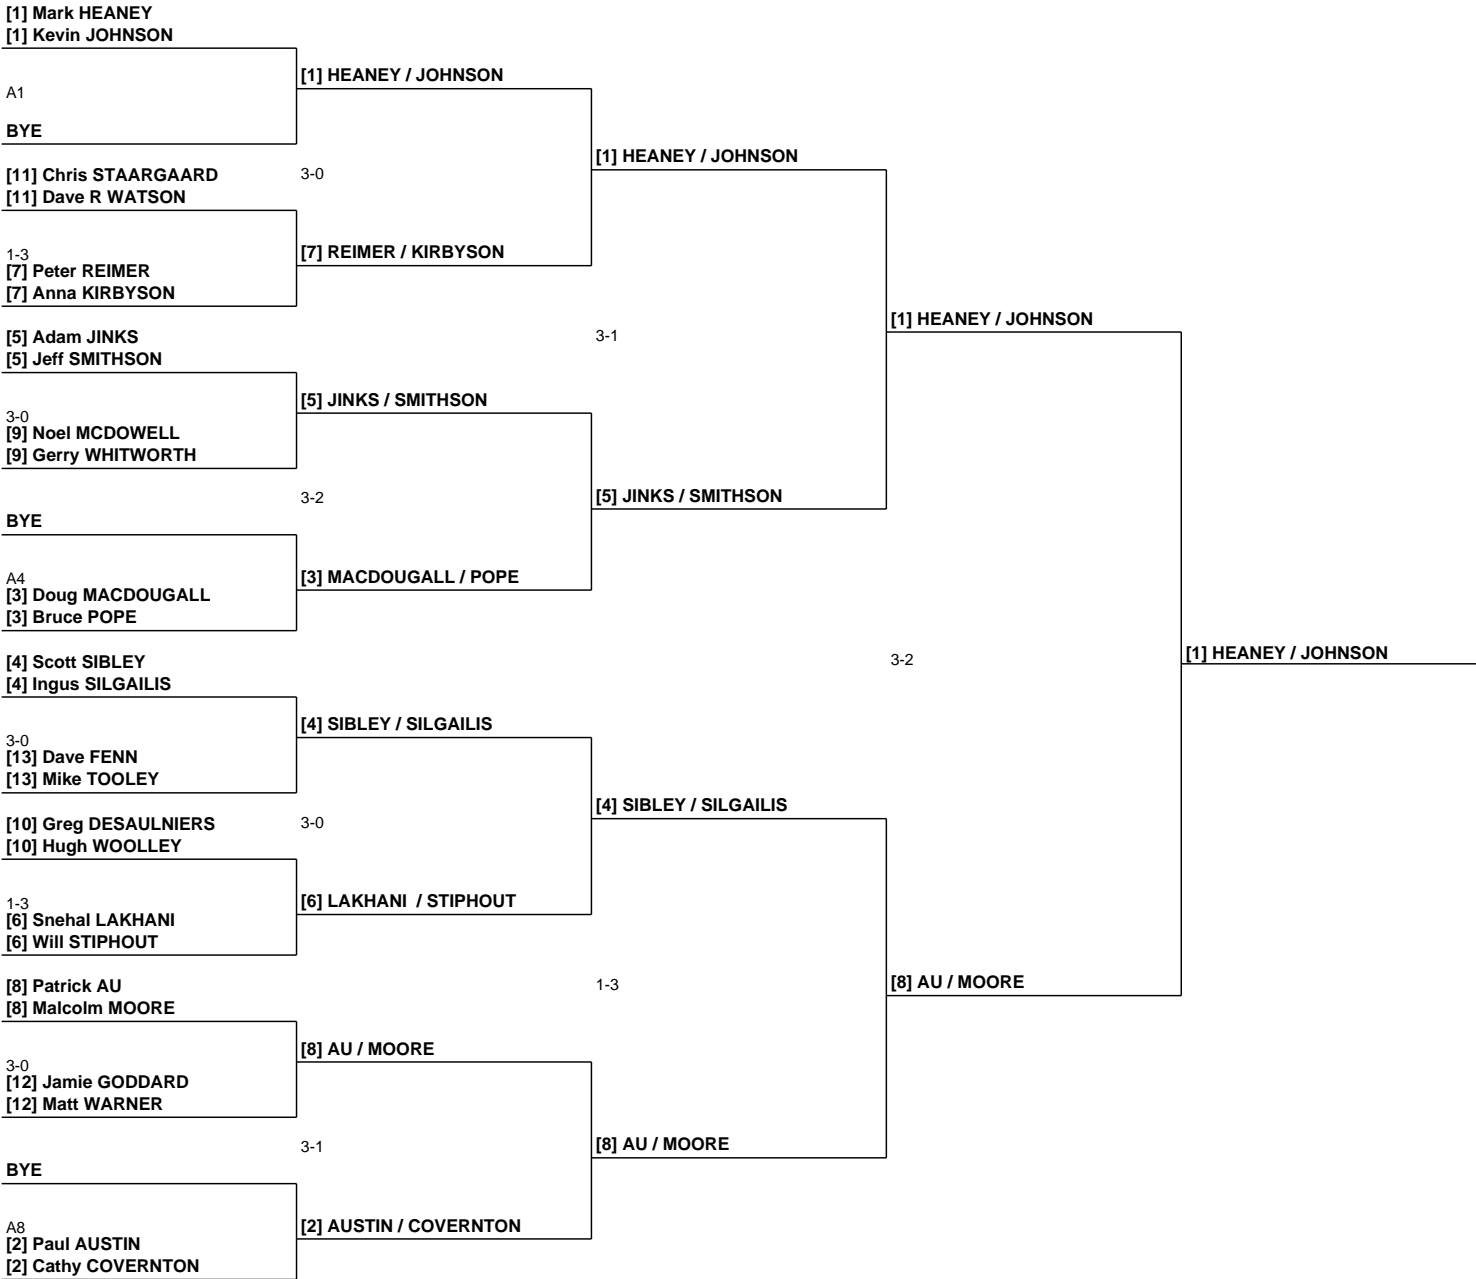 [1] Mark HEANEY
[1] Kevin JOHNSON
[1] HEANEY / JOHNSON
A1
BYE
[1] HEANEY / JOHNSON
[11] Chris STAARGAARD
3-0
[11] Dave R WATSON
1-3
[7] REIMER / KIRBYSON
[7] Peter REIMER
[7] Anna KIRBYSON
[1] HEANEY / JOHNSON
[5] Adam JINKS
3-1
[5] Jeff SMITHSON
[5] JINKS / SMITHSON
3-0
[9] Noel MCDOWELL
[9] Gerry WHITWORTH
3-2
[5] JINKS / SMITHSON
BYE
A4
[3] MACDOUGALL / POPE
[3] Doug MACDOUGALL
[3] Bruce POPE
[4] Scott SIBLEY
3-2
[1] HEANEY / JOHNSON
[4] Ingus SILGAILIS
[4] SIBLEY / SILGAILIS
3-0
[13] Dave FENN
[13] Mike TOOLEY
[4] SIBLEY / SILGAILIS
[10] Greg DESAULNIERS
3-0
[10] Hugh WOOLLEY
1-3
[6] LAKHANI / STIPHOUT
[6] Snehal LAKHANI
[6] Will STIPHOUT
[8] Patrick AU
1-3
[8] AU / MOORE
[8] Malcolm MOORE
[8] AU / MOORE
3-0
[12] Jamie GODDARD
[12] Matt WARNER
3-1
[8] AU / MOORE
BYE
A8
[2] AUSTIN / COVERNTON
[2] Paul AUSTIN
[2] Cathy COVERNTON